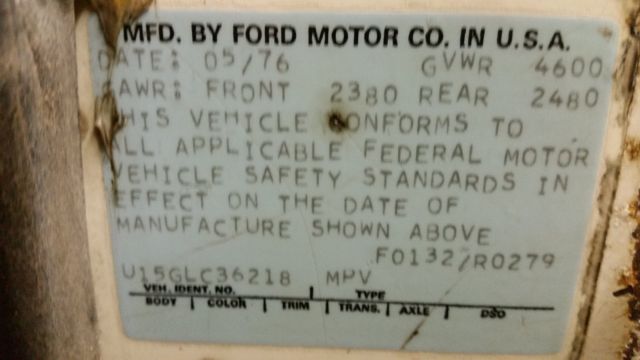 MFD. BY FORD MOTOR CO. IN U.S.A.
DATE: 05/76 GVWR 4600
GAWR: FRONT 2380 REAR 2480
THIS VEHICLE CONFORMS TO
ALL APPLICABLE FEDERAL MOTOR
VEHICLE SAFETY STANDARDS IN
EFFECT ON THE DATE OF
MANUFACTURE SHOWN ABOVE
F0132/R0279
U15GLC36218 MPV
VEH. IDENT. NO. TYPE
BODY COLOR TRIM TRANS. AXLE DSO